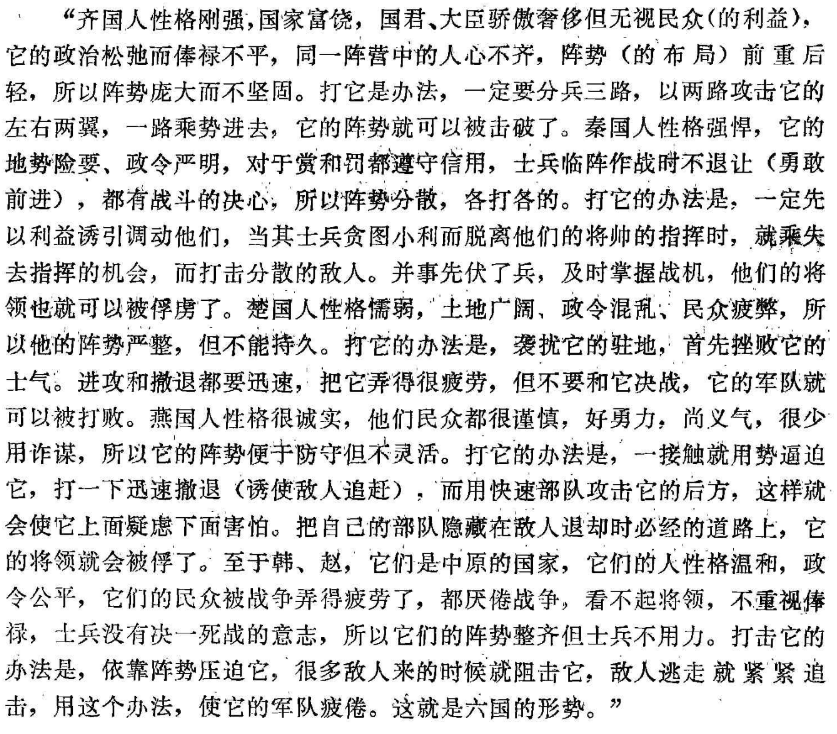 “齐国人性格刚强,国家富饶，国君、大臣骄傲奢侈但无视民众(的利益)，
它的政治松弛而俸禄不平，同一阵营中的人心不齐，阵势（的布局）前重后
轻，所以阵势庞大而不坚固。打它是办法，一定要分兵三路，以两路攻击它的
左右两翼，一路乘势进去，它的阵势就可以被击破了。秦国人性格强悍，它的
地势险要、政令严明，对于赏和罚都遵守信用，士兵临阵作战时不退让（勇敢
前进），都有战斗的决心，所以阵势分散，各打各的。打它的办法是，一定先
以利益诱引调动他们，当其士兵贪图小利而脱离他们的将帅的指挥时，就乘失
去指挥的机会，而打击分散的敌人。并事先伏了兵，及时掌握战机，他们的将
领也就可以被俘虏了。楚国人性格懦弱，土地广阔、政令混乱、民众疲弊，所
以他的阵势严整，但不能持久。打它的办法是，袭扰它的驻地，首先挫败它的
士气。进攻和撤退都要迅速，把它弄得很疲劳，但不要和它决战，它的军队就
可以被打败。燕国人性格很诚实，他们民众都很谨慎，好勇力，尚义气，很少
用诈谋，所以它的阵势便于防守但不灵活。打它的办法是，一接触就用势逼迫
它，打一下迅速撤退（诱使敌人追赶），而用快速部队攻击它的后方，这样就
会使它上面疑虑下面害怕。把自己的部队隐藏在敌人退却时必经的道路上，它
的将领就会被俘了。至于韩、赵，它们是中原的国家，它们的人性格温和，政
令公平，它们的民众被战争弄得疲劳了，都厌倦战争，看不起将领，不重视俸
禄，士兵没有决一死战的意志，所以它们的阵势整齐但士兵不用力。打击它的
办法是，依靠阵势压迫它，很多敌人来的时候就阻击它，敌人逃走就紧紧追
击，用这个办法，使它的军队疲倦。这就是六国的形势。”